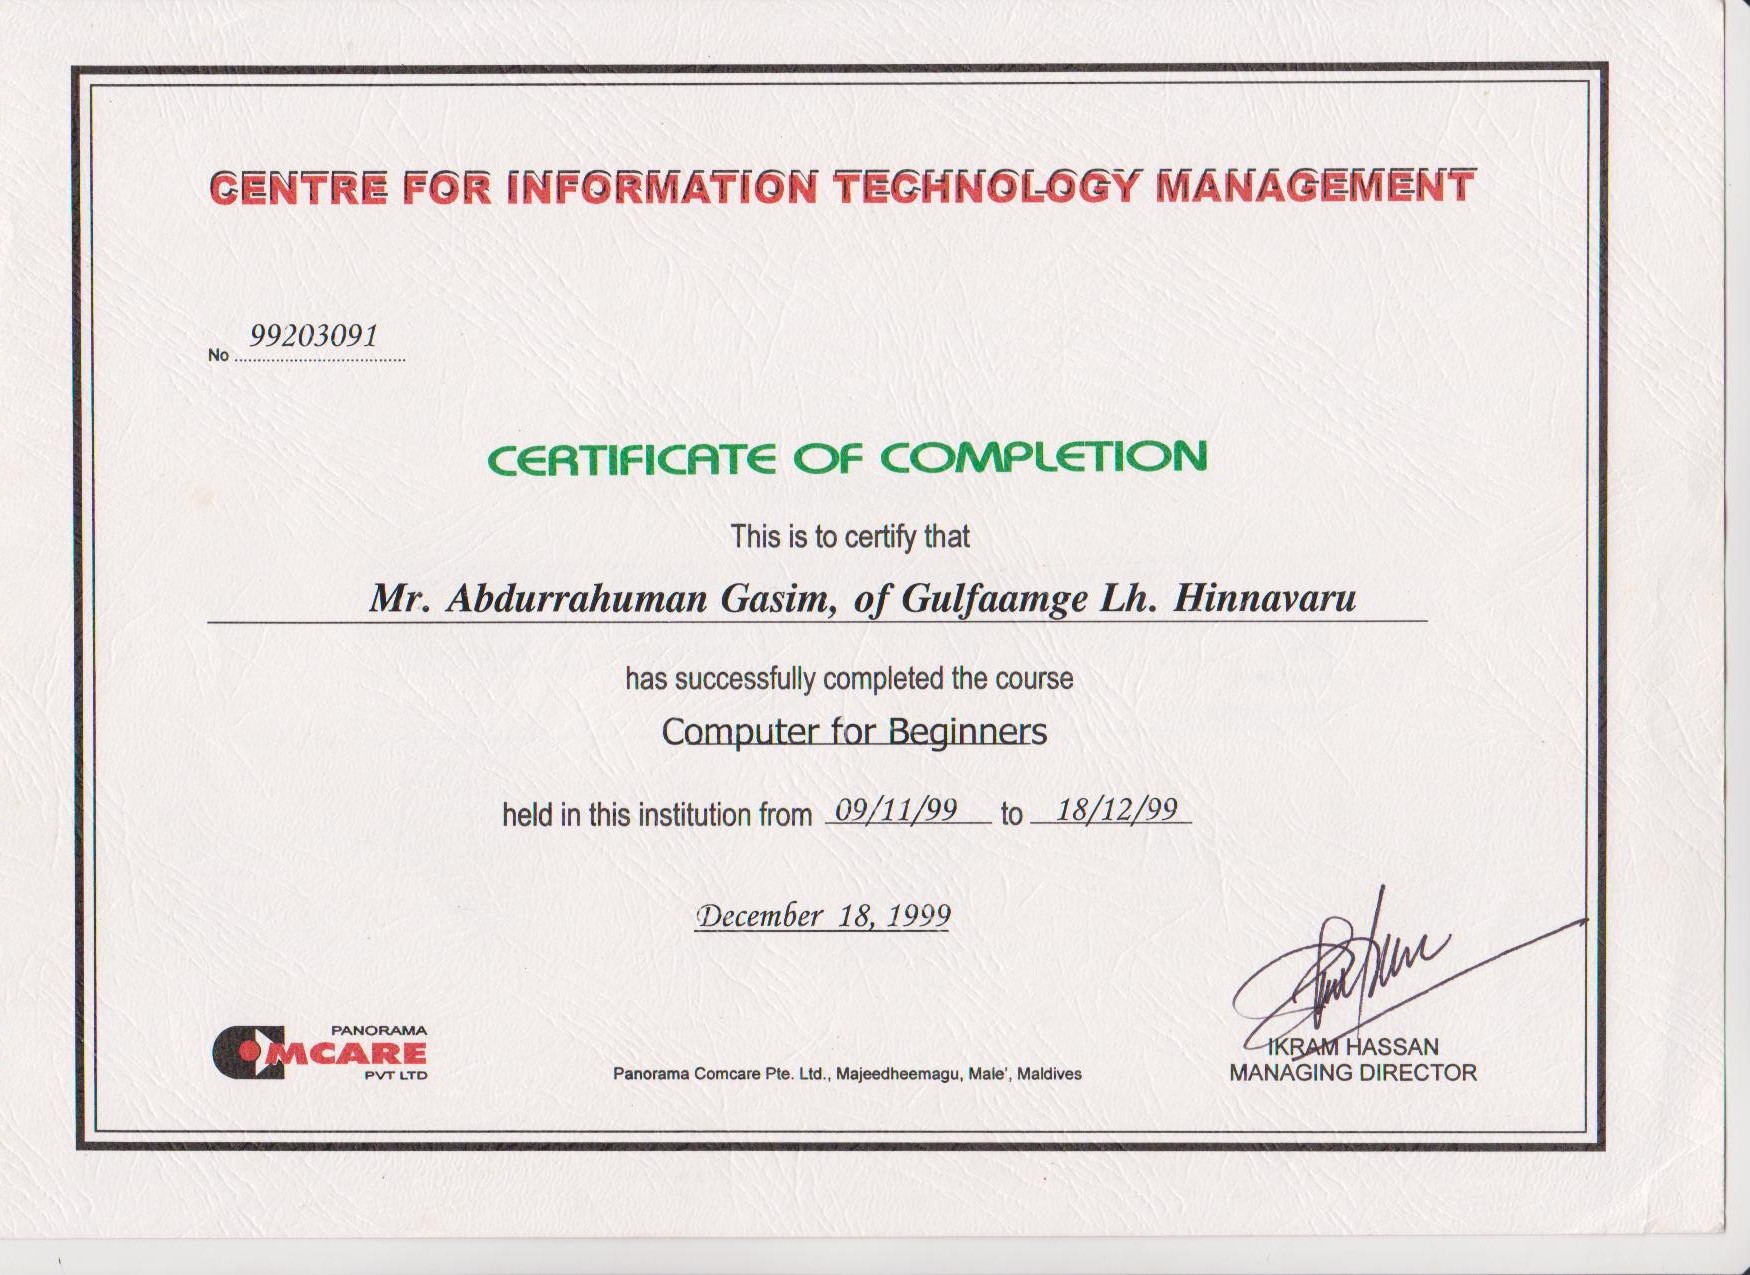 CENTRE FOR INFORMATION TECHNOLOGY MANAGEMENT
No 99203091
CERTIFICATE OF COMPLETION
This is to certify that
Mr. Abdurrahuman Gasim, of Gulfaamge Lh. Hinnavaru
has successfully completed the course
Computer for Beginners
held in this institution from 09/11/99 to 18/12/99
December 18, 1999
PANORAMA
COMCARE
PVT LTD
Panorama Comcare Pte. Ltd., Majeedheemagu, Male', Maldives
IKRAM HASSAN
MANAGING DIRECTOR